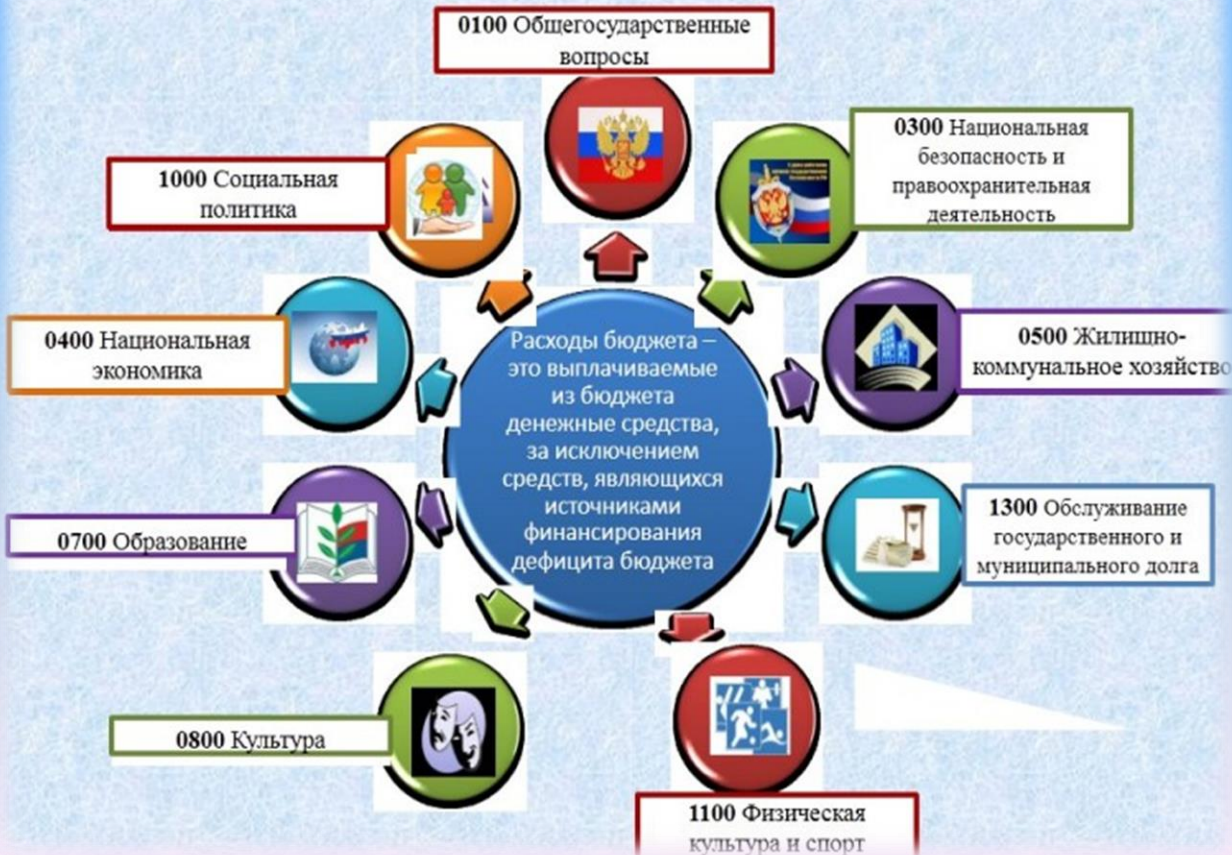 0100 Общегосударственные
вопросы
0300 Национальная
безопасность и
правоохранительная
деятельность
1000 Социальная
политика
0400 Национальная
экономика
0500 Жилищно-
коммунальное хозяйство
Расходы бюджета –
это выплачиваемые
из бюджета
денежные средства,
за исключением
средств, являющихся
источниками
финансирования
дефицита бюджета
0700 Образование
1300 Обслуживание
государственного и
муниципального долга
0800 Культура
1100 Физическая
культура и спорт